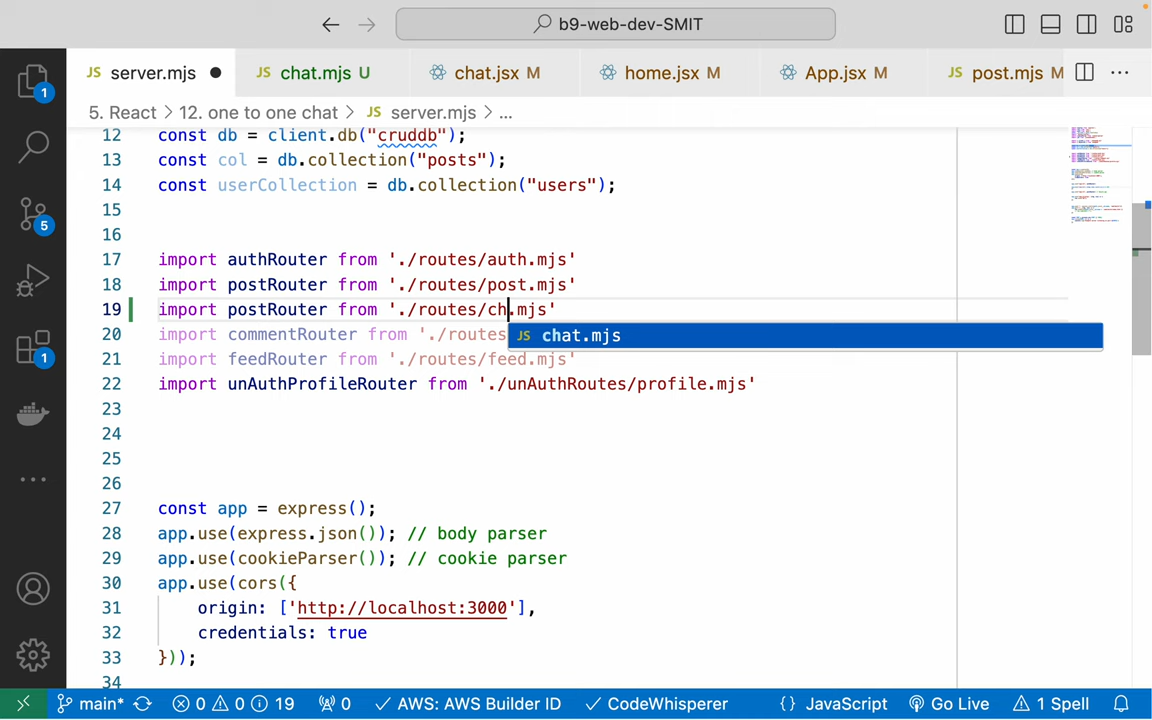 b9-web-dev-SMIT
JS server.mjs JS chat.mjs U chat.jsx M home.jsx M App.jsx M JS post.mjs M
5. React > 12. one to one chat > JS server.mjs > ...
12 const db = client.db("cruddb");
13 const col = db.collection("posts");
14 const userCollection = db.collection("users");
15
16
17 import authRouter from './routes/auth.mjs'
18 import postRouter from './routes/post.mjs'
19 import postRouter from './routes/ch.mjs'
20 import commentRouter from './routes
JS chat.mjs
21 import feedRouter from './routes/feed.mjs'
22 import unAuthProfileRouter from './unAuthRoutes/profile.mjs'
23
24
25
26
27 const app = express();
28 app.use(express.json()); // body parser
29 app.use(cookieParser()); // cookie parser
30 app.use(cors({
31 origin: ['http://localhost:3000'],
32 credentials: true
33 }));
34
1
5
1
main* 0 0 19 0 AWS: AWS Builder ID CodeWhisperer {} JavaScript Go Live 1 Spell